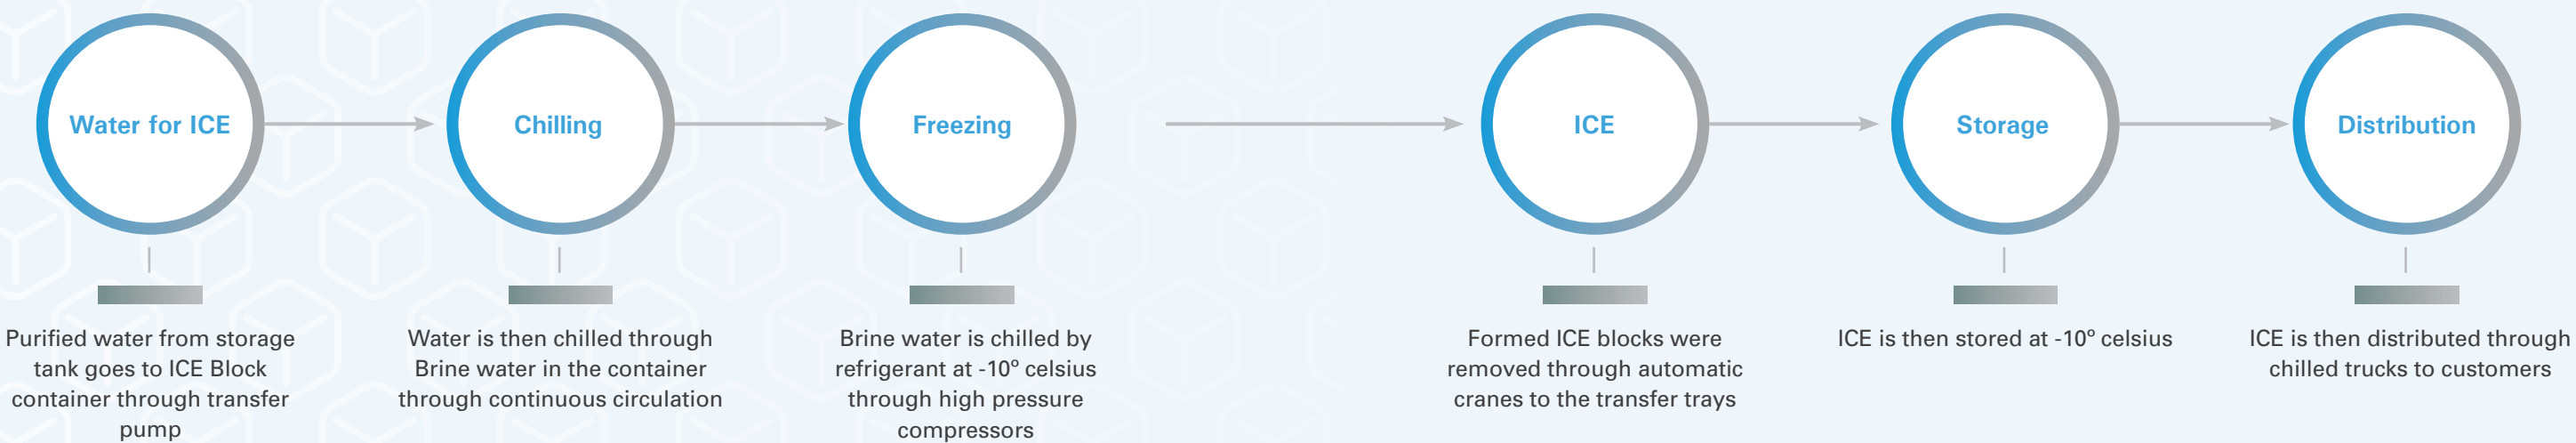 Water for ICE
Chilling
Freezing
ICE
Storage
Distribution
Purified water from storage
tank goes to ICE Block
container through transfer
pump
Water is then chilled through
Brine water in the container
through continuous circulation
Brine water is chilled by
refrigerant at -10º celsius
through high pressure
compressors
Formed ICE blocks were
removed through automatic
cranes to the transfer trays
ICE is then stored at -10º celsius
ICE is then distributed through
chilled trucks to customers